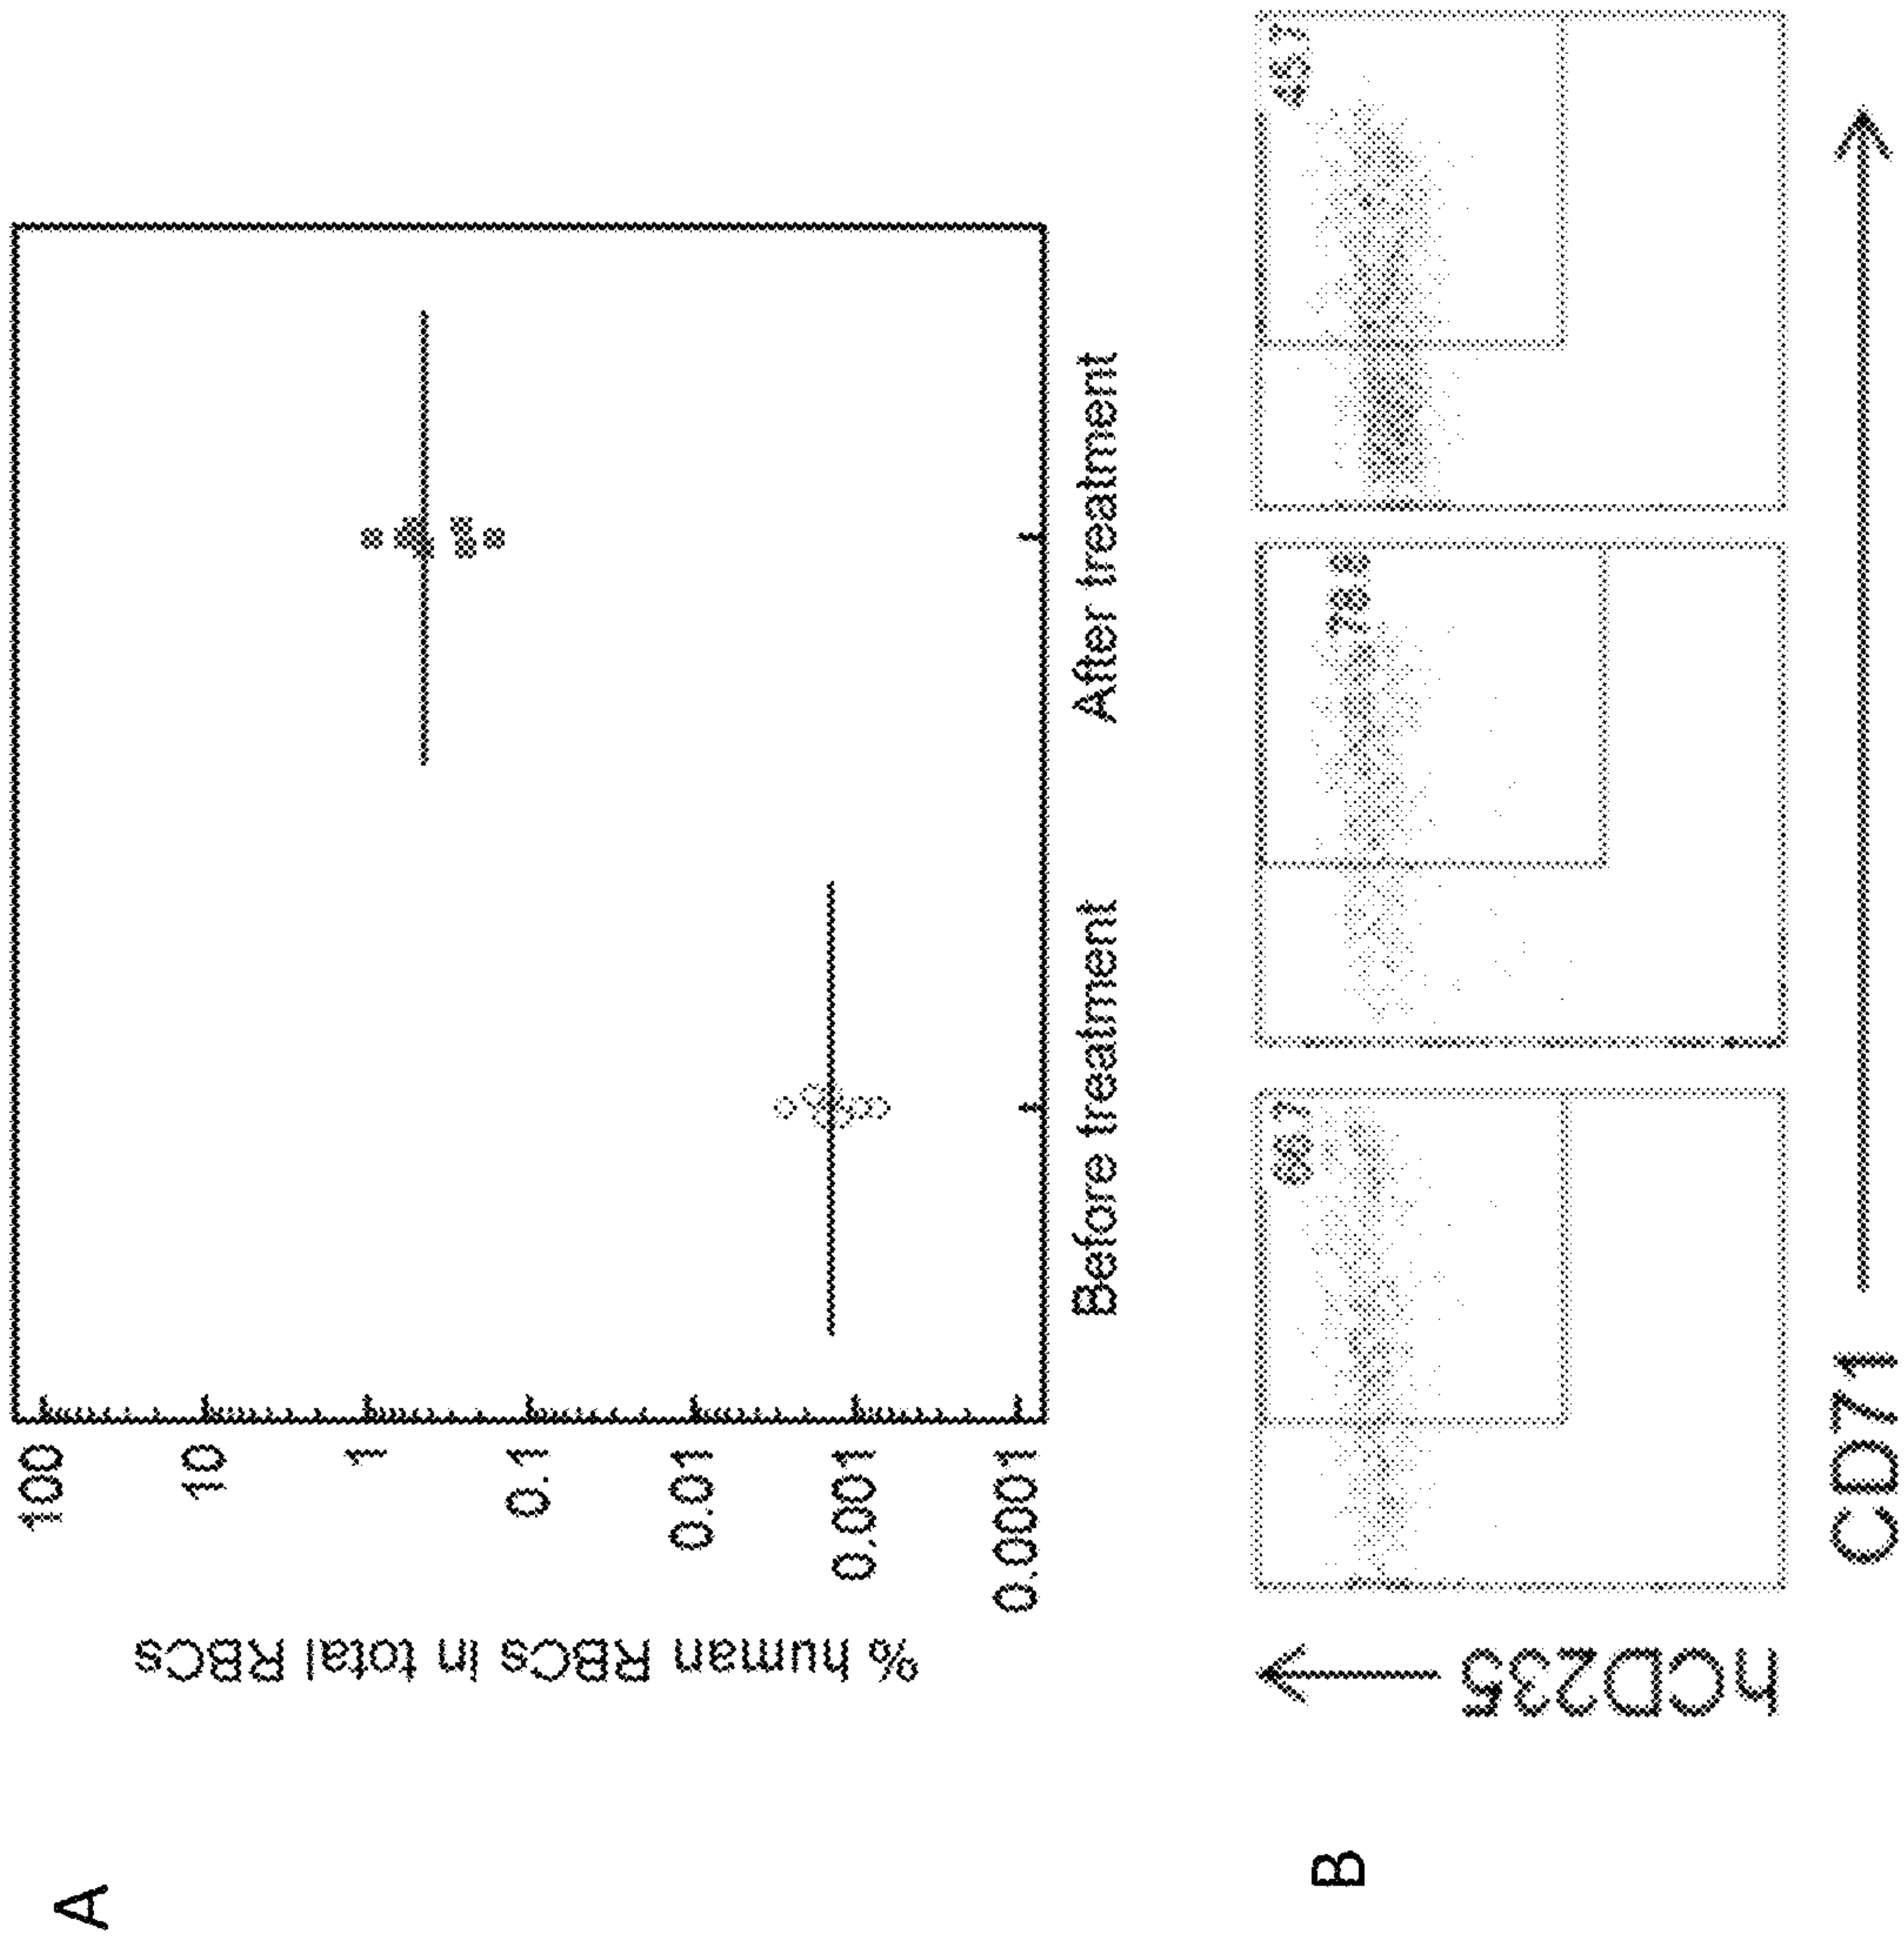 A
% human RBCs in total RBCs
100
10
1
0.1
0.01
0.001
0.0001
Before treatment
After treatment
B
hCD235
CD71